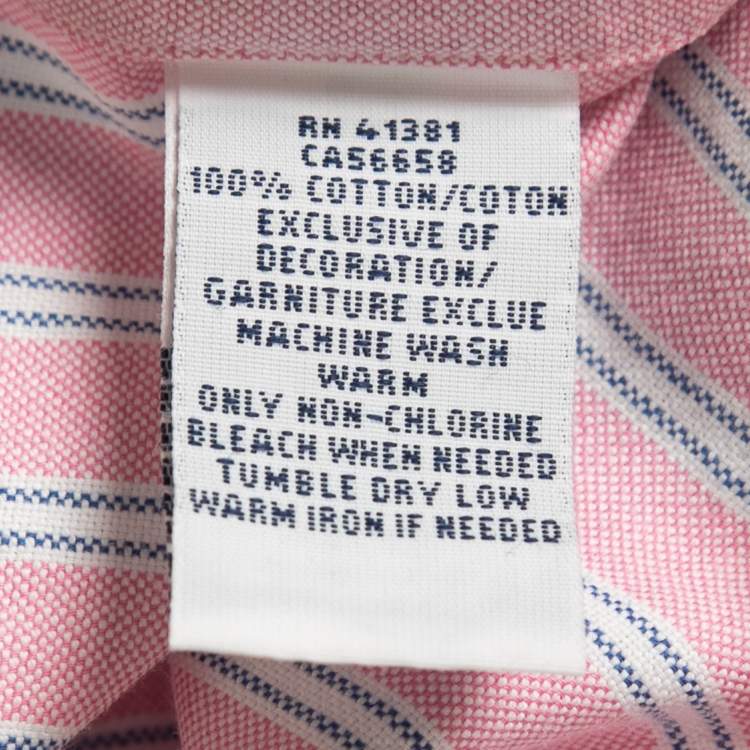 RN 41381
CA56658
100% COTTON/COTON
EXCLUSIVE OF
DECORATION/
GARNITURE EXCLUE
MACHINE WASH
WARM
ONLY NON-CHLORINE
BLEACH WHEN NEEDED
TUMBLE DRY LOW
WARM IRON IF NEEDED